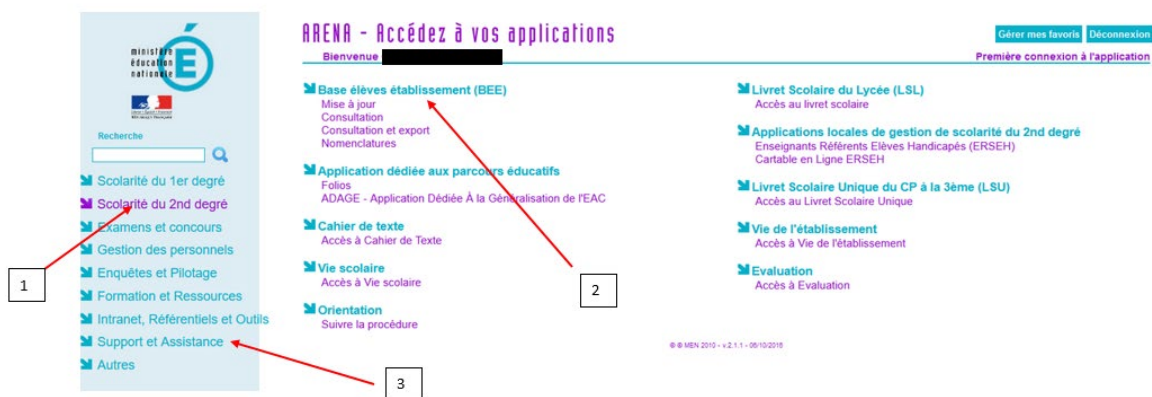 ministère
éducation
nationale
É
Recherche
Scolarité du 1er degré
Scolarité du 2nd degré
Examens et concours
Gestion des personnels
Enquêtes et Pilotage
Formation et Ressources
Intranet, Référentiels et Outils
Support et Assistance
Autres
1
ARENA - Accédez à vos applications
Gérer mes favoris
Déconnexion
Bienvenue
Première connexion à l'application
Base élèves établissement (BEE)
Mise à jour
Consultation
Consultation et export
Nomenclatures
Application dédiée aux parcours éducatifs
Folios
ADAGE - Application Dédiée À la Généralisation de l'EAC
Cahier de texte
Accès à Cahier de Texte
Vie scolaire
Accès à Vie scolaire
Orientation
Suivre la procédure
2
3
Livret Scolaire du Lycée (LSL)
Accès au livret scolaire
Applications locales de gestion de scolarité du 2nd degré
Enseignants Référents Elèves Handicapés (ERSEH)
Cartable en Ligne ERSEH
Livret Scolaire Unique du CP à la 3ème (LSU)
Accès au Livret Scolaire Unique
Vie de l'établissement
Accès à Vie de l'établissement
Evaluation
Accès à Evaluation
© © MEN 2010 - v.2.1.1 - 06/10/2016